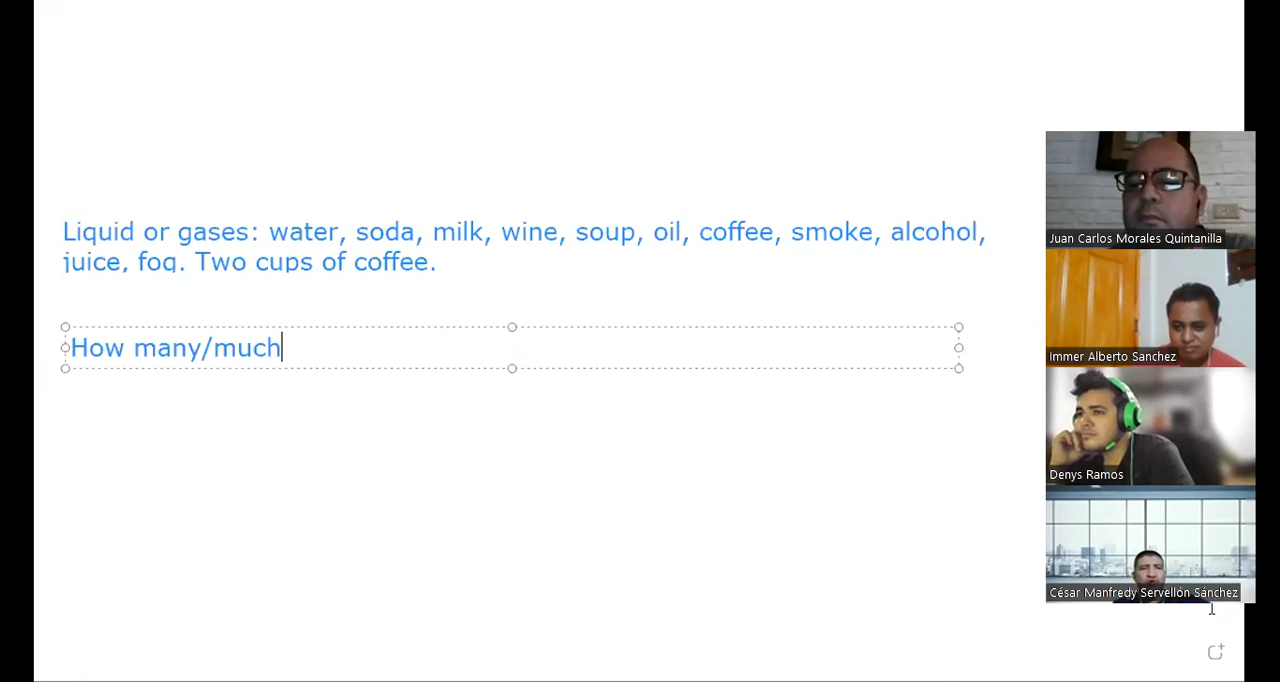 Liquid or gases: water, soda, milk, wine, soup, oil, coffee, smoke, alcohol,
juice, fog. Two cups of coffee.
How many/much
Juan Carlos Morales Quintanilla
Immer Alberto Sanchez
Denys Ramos
César Manfredy Servellón Sánchez